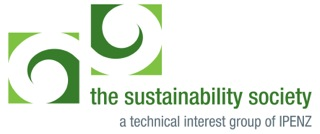 the sustainability society
a technical interest group of IPENZ